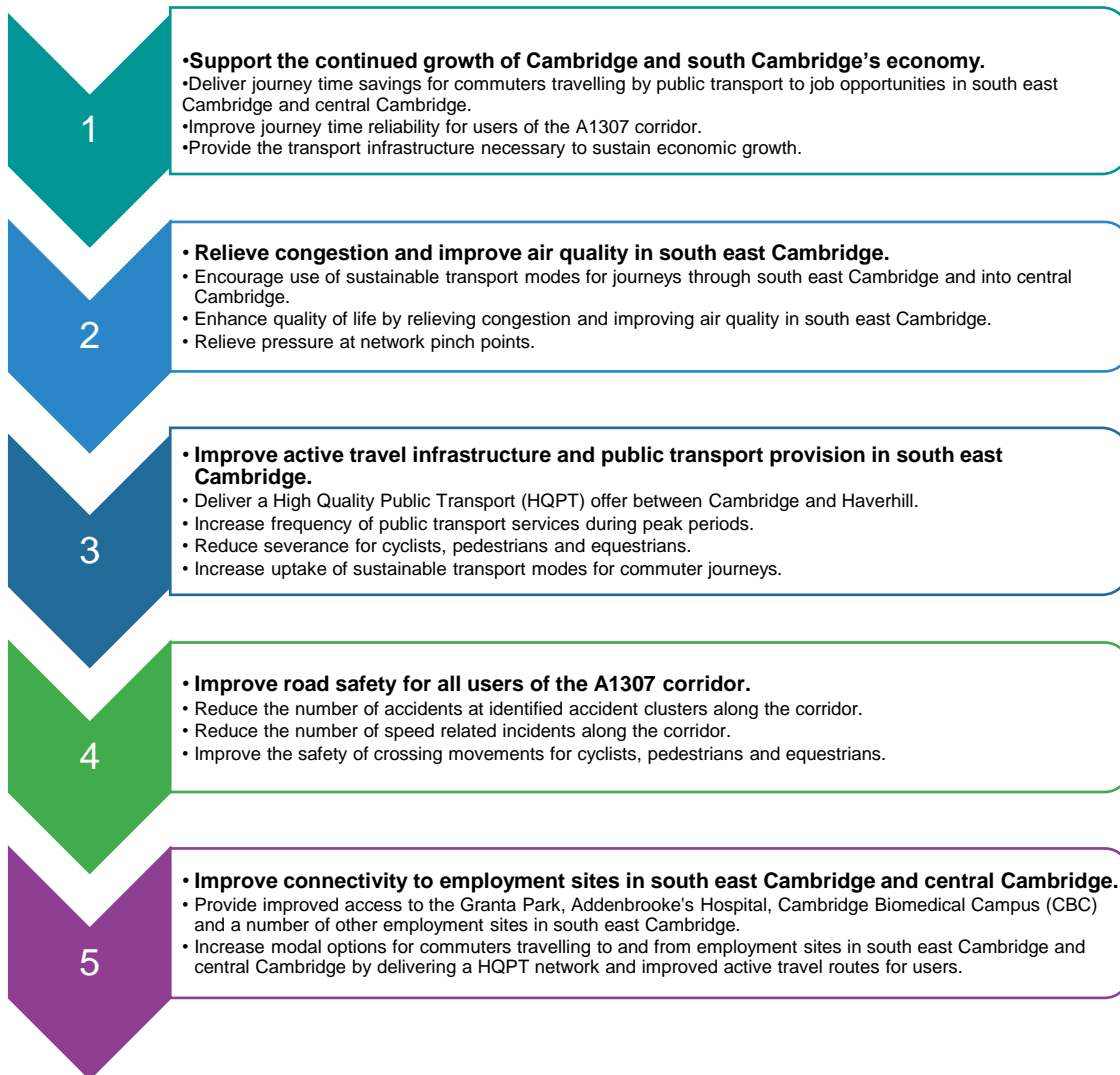 1
•Support the continued growth of Cambridge and south Cambridge's economy.
•Deliver journey time savings for commuters travelling by public transport to job opportunities in south east
Cambridge and central Cambridge.
•Improve journey time reliability for users of the A1307 corridor.
•Provide the transport infrastructure necessary to sustain economic growth.
2
• Relieve congestion and improve air quality in south east Cambridge.
• Encourage use of sustainable transport modes for journeys through south east Cambridge and into central
Cambridge.
• Enhance quality of life by relieving congestion and improving air quality in south east Cambridge.
• Relieve pressure at network pinch points.
3
• Improve active travel infrastructure and public transport provision in south east
Cambridge.
• Deliver a High Quality Public Transport (HQPT) offer between Cambridge and Haverhill.
• Increase frequency of public transport services during peak periods.
• Reduce severance for cyclists, pedestrians and equestrians.
• Increase uptake of sustainable transport modes for commuter journeys.
4
• Improve road safety for all users of the A1307 corridor.
• Reduce the number of accidents at identified accident clusters along the corridor.
• Reduce the number of speed related incidents along the corridor.
• Improve the safety of crossing movements for cyclists, pedestrians and equestrians.
5
• Improve connectivity to employment sites in south east Cambridge and central Cambridge.
• Provide improved access to the Granta Park, Addenbrooke's Hospital, Cambridge Biomedical Campus (CBC)
and a number of other employment sites in south east Cambridge.
• Increase modal options for commuters travelling to and from employment sites in south east Cambridge and
central Cambridge by delivering a HQPT network and improved active travel routes for users.